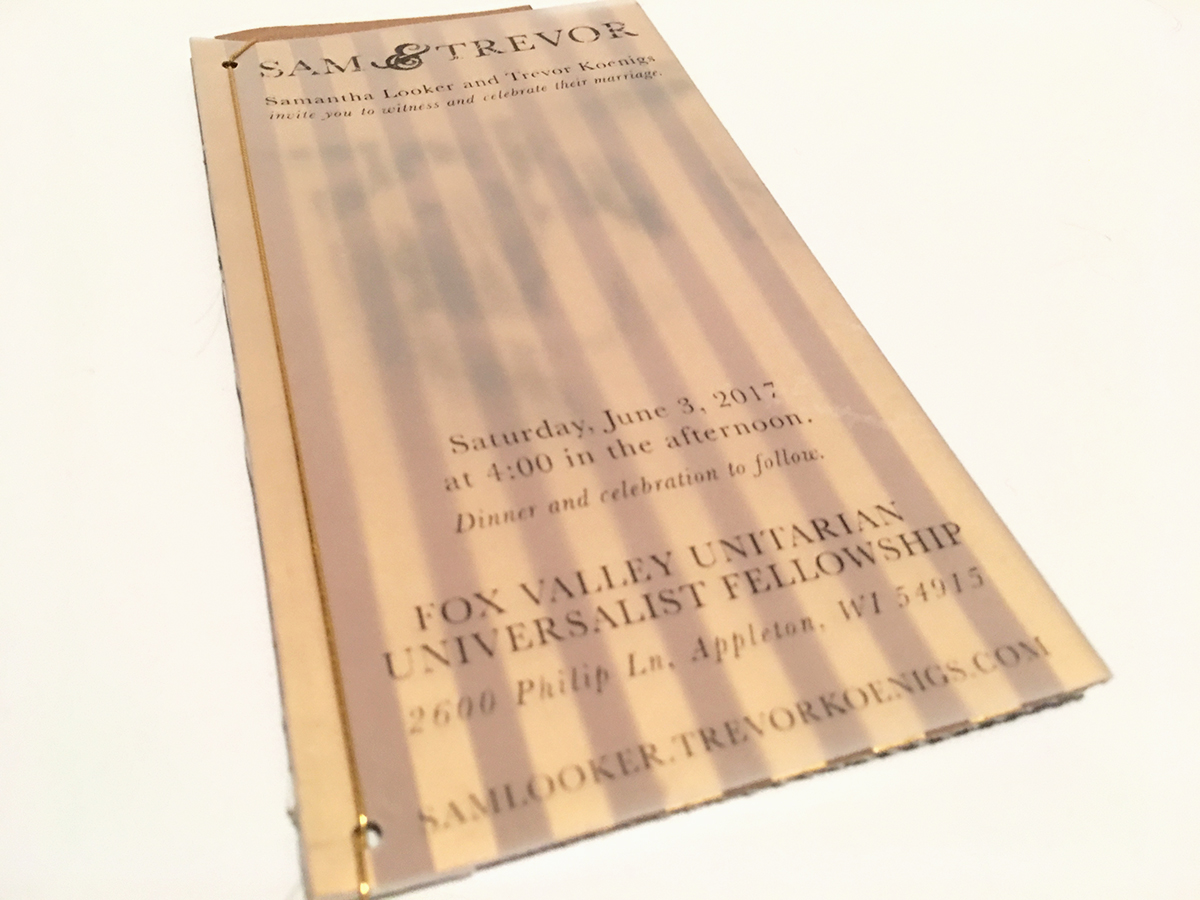 SAM & TREVOR
Samantha Looker and Trevor Koenigs
invite you to witness and celebrate their marriage.
Saturday, June 3, 2017
at 4:00 in the afternoon.
Dinner and celebration to follow.
FOX VALLEY UNITARIAN
UNIVERSALIST FELLOWSHIP
2600 Philip Ln, Appleton, WI 54915
SAMLOOKER.TREVORKOENIGS.COM